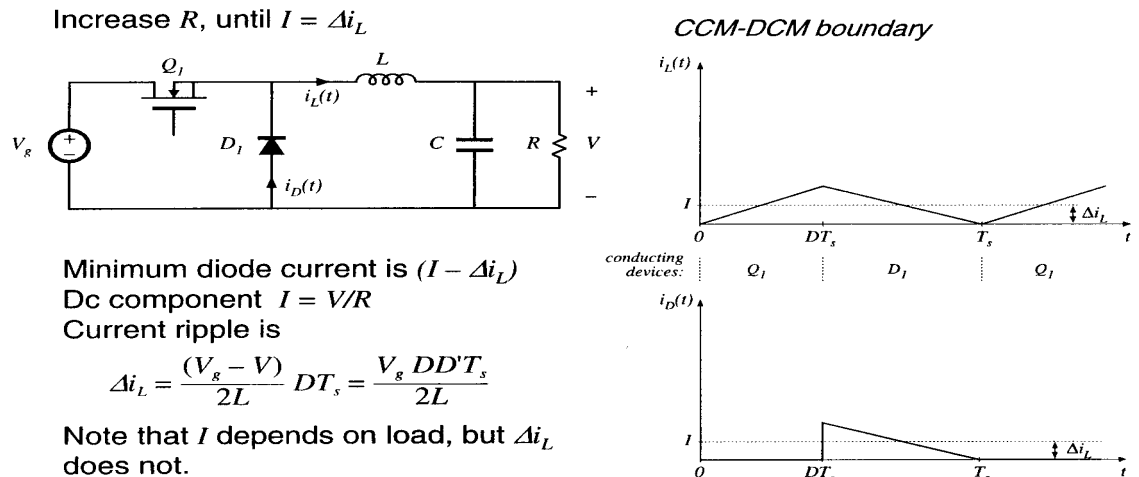 Increase R, until I = Δi_L
Q_1
L
i_L(t)
V_g
+
−
D_1
i_D(t)
C
R
+
V
−
Minimum diode current is (I – Δi_L)
Dc component I = V/R
Current ripple is
Δi_L = (V_g − V)/2L DT_s = V_g DD'T_s/2L
Note that I depends on load, but Δi_L
does not.
CCM-DCM boundary
i_L(t)
I
Δi_L
0 DT_s T_s t
conducting
devices: Q_1 D_1 Q_1
i_D(t)
I
Δi_L
0 DT_s T_s t